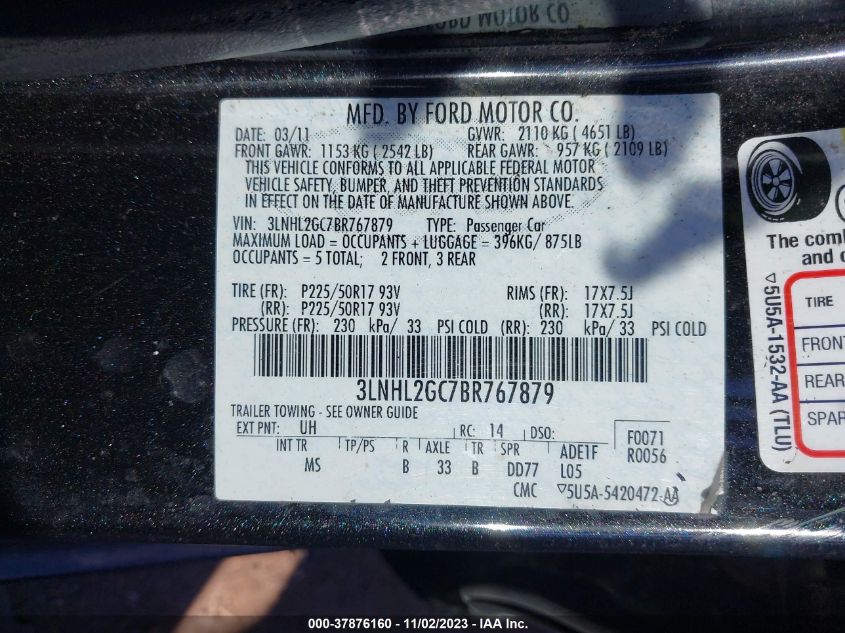 FORD MOTOR CO
MFD. BY FORD MOTOR CO.
DATE: 03/11 GVWR: 2110 KG ( 4651 LB)
FRONT GAWR: 1153 KG ( 2542 LB) REAR GAWR: 957 KG ( 2109 LB)
THIS VEHICLE CONFORMS TO ALL APPLICABLE FEDERAL MOTOR
VEHICLE SAFETY, BUMPER, AND THEFT PREVENTION STANDARDS
IN EFFECT ON THE DATE OF MANUFACTURE SHOWN ABOVE.
VIN: 3LNHL2GC7BR767879 TYPE: Passenger Car
MAXIMUM LOAD = OCCUPANTS + LUGGAGE = 396KG/ 875LB
OCCUPANTS = 5 TOTAL; 2 FRONT, 3 REAR
TIRE (FR): P225/50R17 93V RIMS (FR): 17X7.5J
(RR): P225/50R17 93V (RR): 17X7.5J
PRESSURE (FR): 230 kPa/ 33 PSI COLD (RR): 230 kPa/ 33 PSI COLD
3LNHL2GC7BR767879
TRAILER TOWING - SEE OWNER GUIDE
EXT PNT: UH RC: 14 DSO: F0071
R0056
INT TR TP/PS R AXLE TR SPR ADE1F
MS B 33 B DD77 L05
CMC ▽5U5A-5420472-AA
The comb
and c
TIRE
FRONT
REAR
SPAR
▽5U5A-1532-AA (TLU)
000-37876160 - 11/02/2023 - IAA Inc.